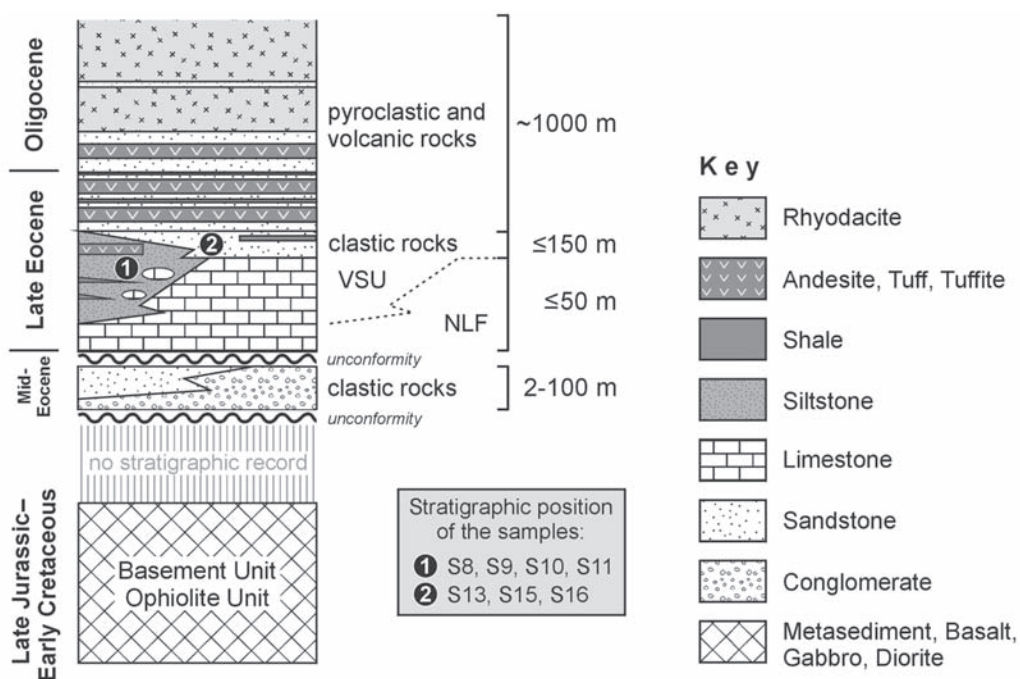 Oligocene
Late Eocene
Mid-
Eocene
Late Jurassic–
Early Cretaceous
pyroclastic and
volcanic rocks
~1000 m
clastic rocks
≤150 m
VSU
≤50 m
NLF
unconformity
clastic rocks
2-100 m
unconformity
no stratigraphic record
Basement Unit
Ophiolite Unit
1
2
Stratigraphic position
of the samples:
1 S8, S9, S10, S11
2 S13, S15, S16
Key
Rhyodacite
Andesite, Tuff, Tuffite
Shale
Siltstone
Limestone
Sandstone
Conglomerate
Metasediment, Basalt,
Gabbro, Diorite